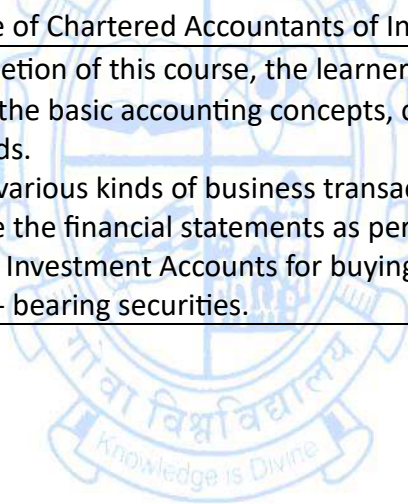 e of Chartered Accountants of In
etion of this course, the learner
the basic accounting concepts, c
ds.
various kinds of business transac
e the financial statements as per
Investment Accounts for buying
- bearing securities.
गोवा विश्वविद्यालय
Knowledge is Divine